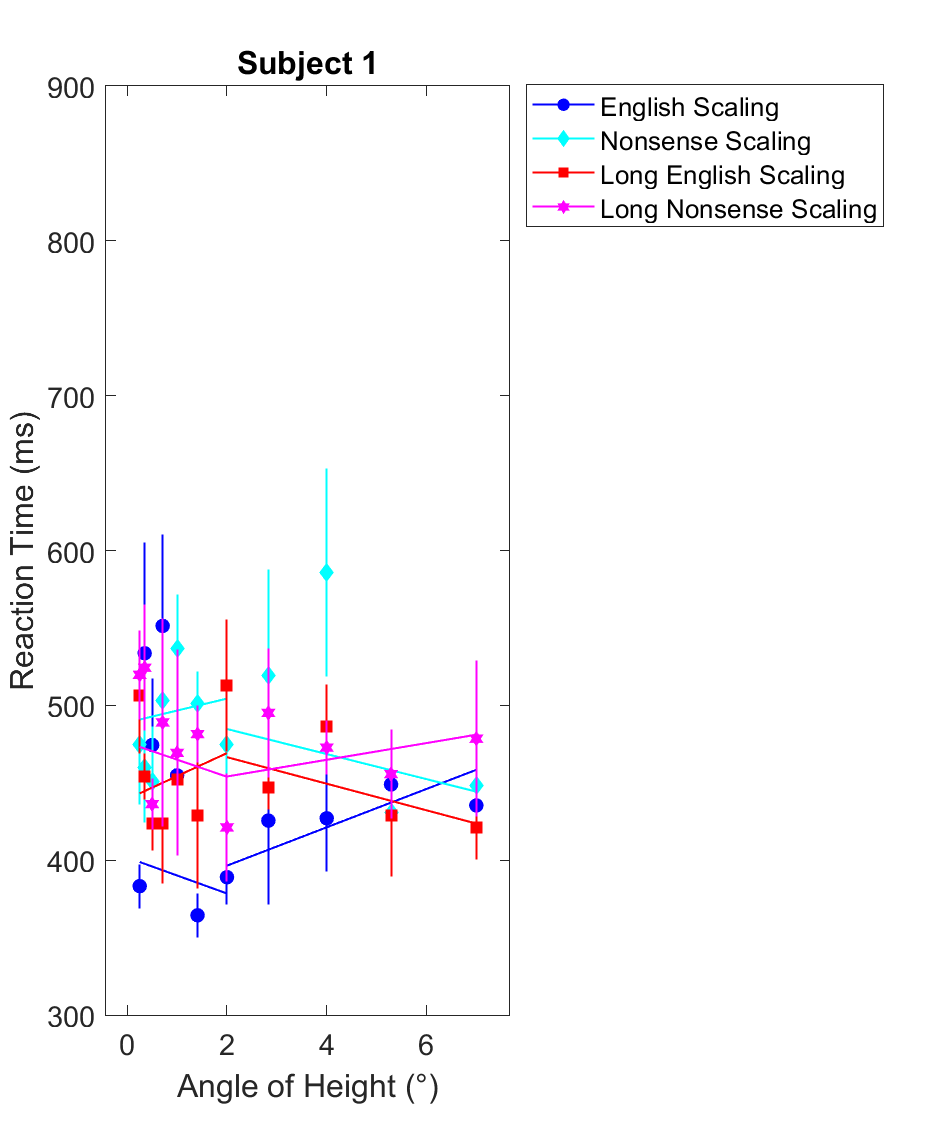 Subject 1
900
800
700
600
500
400
300
0 2 4 6
Reaction Time (ms)
Angle of Height (°)
English Scaling
Nonsense Scaling
Long English Scaling
Long Nonsense Scaling